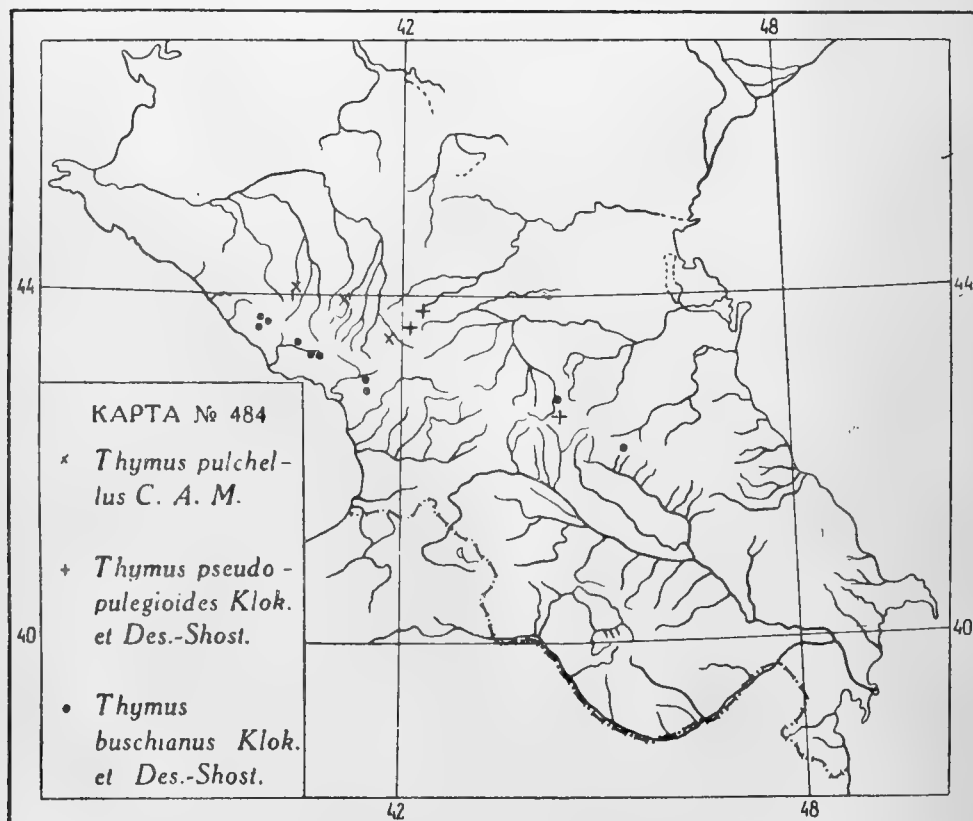 42 48
44 44
КАРТА № 484
× Thymus pulchel-
lus C. A. M.
+ Thymus pseudo-
pulegioides Klok.
et Des.-Shost.
• Thymus
buschianus Klok.
et Des.-Shost.
40 40
42 48